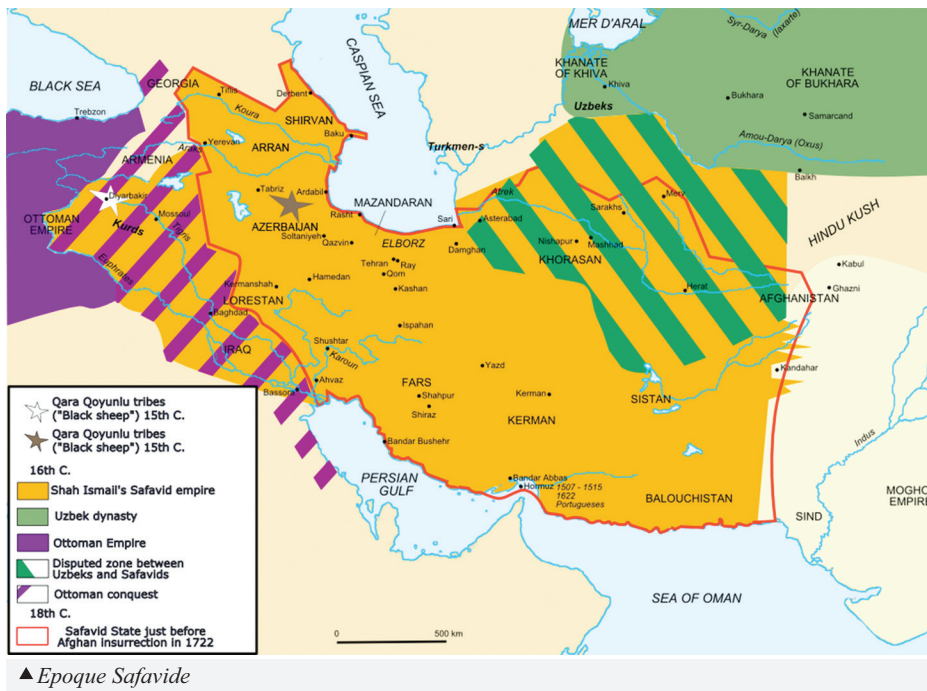 MER D'ARAL
Syr-Darya (Iaxarte)
KHANATE
OF KHIVA
Khiva
KHANATE
OF BUKHARA
Bukhara
Uzbeks
Samarcand
Amou-Darya (Oxus)
Balkh
BLACK SEA
Trebzon
GEORGIA
Tiflis
Derbent
CASPIAN SEA
Koura
SHIRVAN
Baku
ARRAN
Yerevan
Araxe
ARMENIA
Turkmen-s
Diyarbakir
OTTOMAN
EMPIRE
Kurds
Mossoul
Tigris
Euphrates
Tabriz
Ardabil
AZERBAIJAN
Soltaniyeh
Qazvin
Rasht
MAZANDARAN
Sari
ELBORZ
Atrek
Asterabad
Damghan
Sarakhs
Merv
Nishapur
Mashhad
KHORASAN
Herat
HINDU KUSH
Kabul
Ghazni
AFGHANISTAN
Kandahar
Tehran
Ray
Qom
Hamedan
Kashan
Kermanshah
LORESTAN
Baghdad
IRAQ
Ispahan
Shushtar
Karoun
Ahvaz
Bassora
Yazd
FARS
Shahpur
Shiraz
Kerman
KERMAN
SISTAN
Bandar Bushehr
PERSIAN
GULF
Bandar Abbas
Hormuz
1507 - 1515
1622
Portugueses
BALOUCHISTAN
Indus
SIND
MOGHO
EMPIRE
SEA OF OMAN
0
500 km
Qara Qoyunlu tribes
("Black sheep") 15th C.
Qara Qoyunlu tribes
("Black sheep") 15th C.
16th C.
Shah Ismail's Safavid empire
Uzbek dynasty
Ottoman Empire
Disputed zone between
Uzbeks and Safavids
Ottoman conquest
18th C.
Safavid State just before
Afghan insurrection in 1722
▲ Epoque Safavide